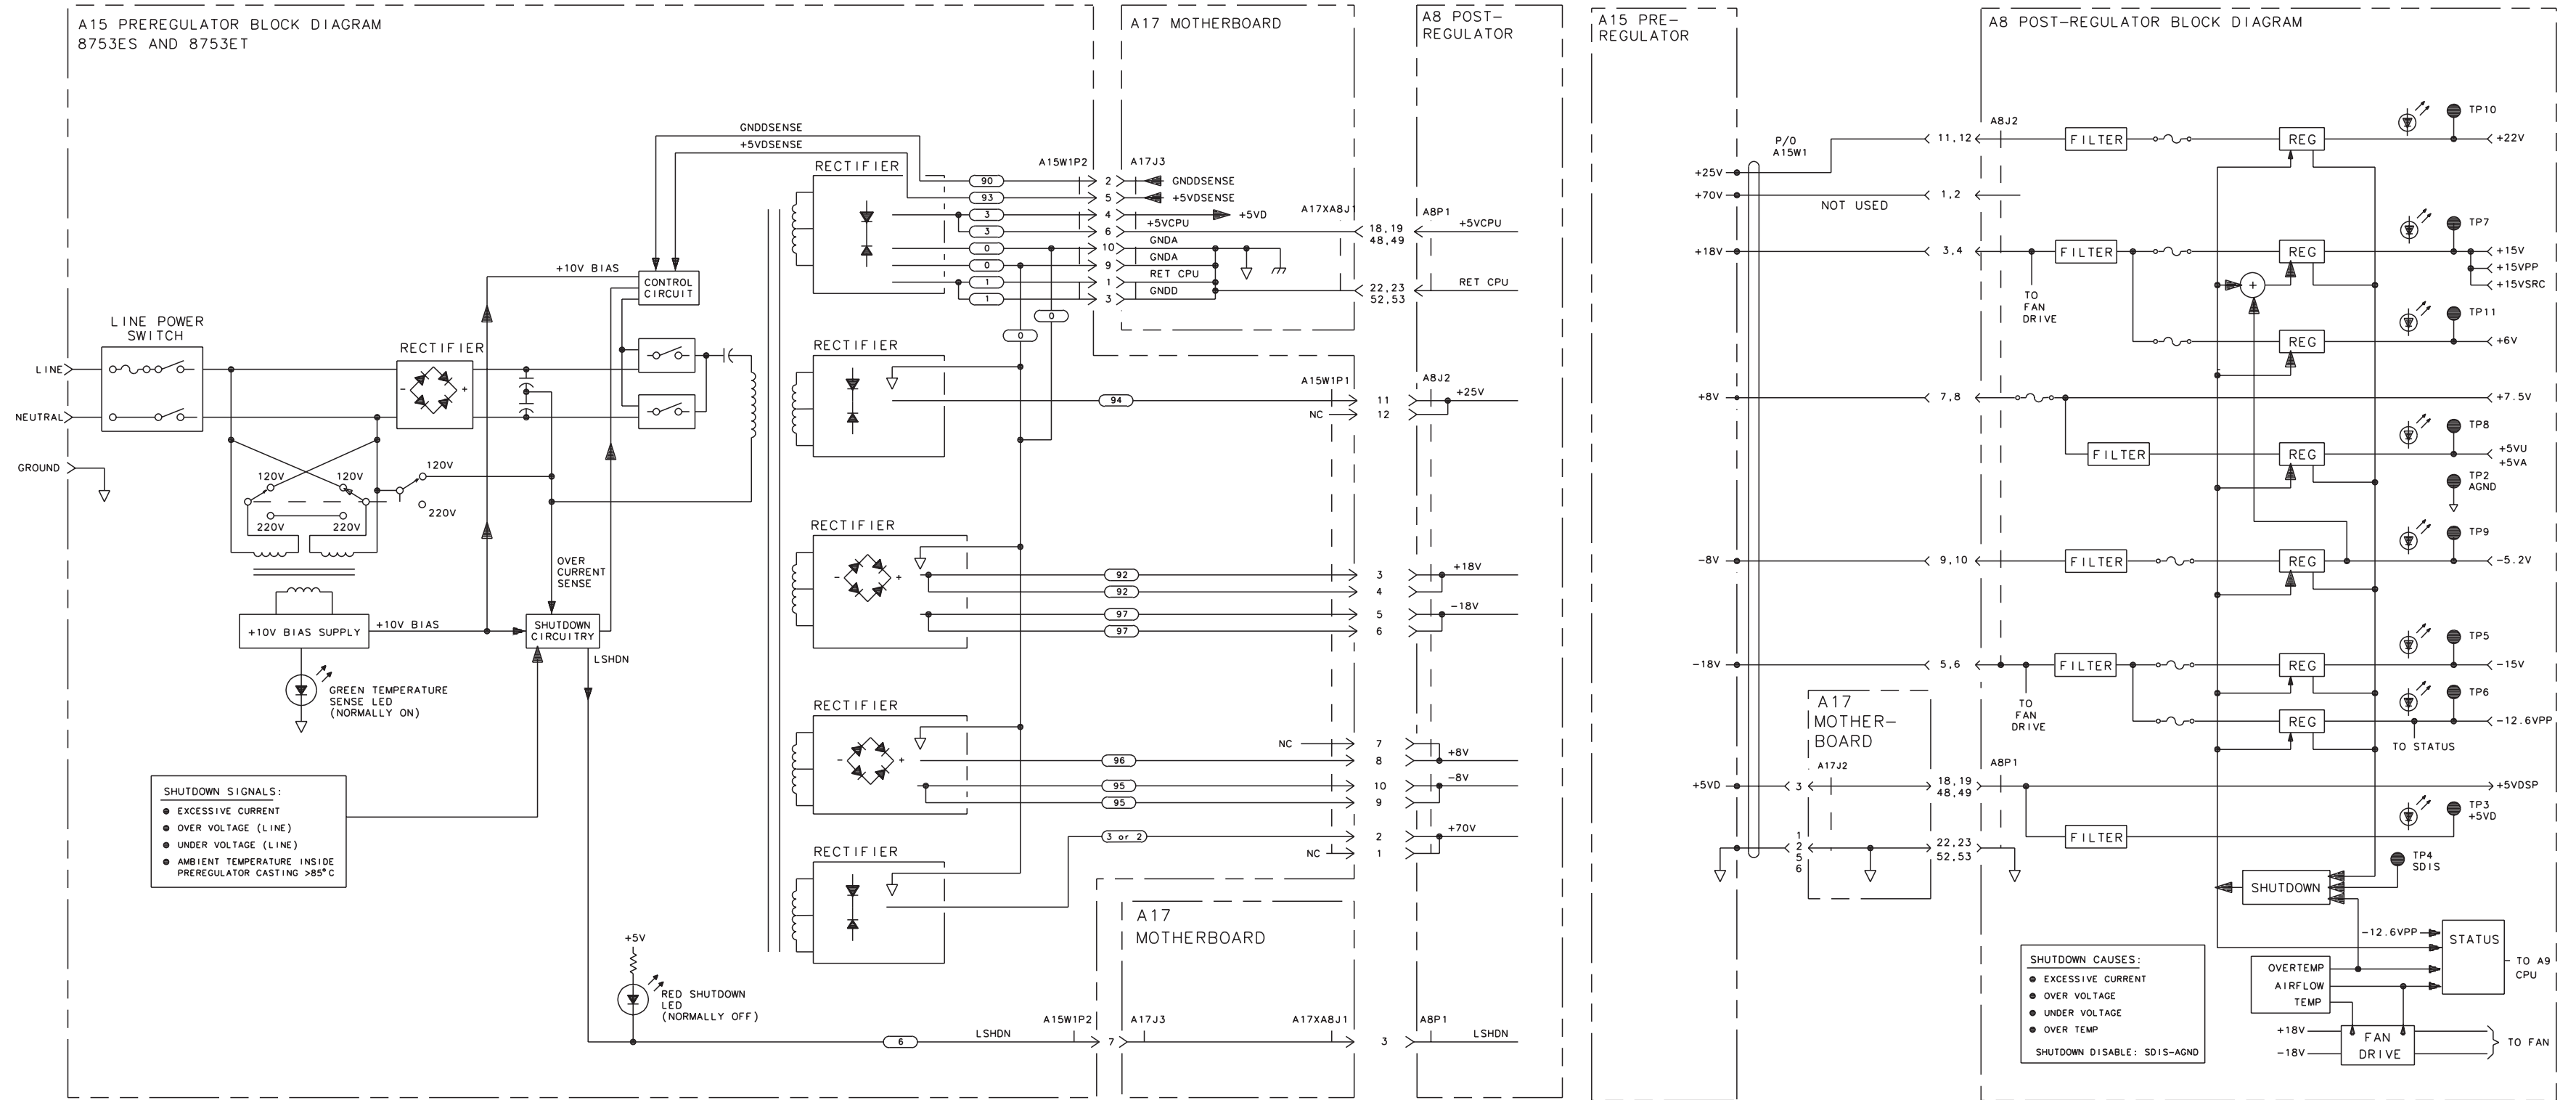 A15 PREREGULATOR BLOCK DIAGRAM
8753ES AND 8753ET
A17 MOTHERBOARD
A8 POST-
REGULATOR
GNDDSENSE
+5VDSENSE
RECTIFIER
A15W1P2
A17J3
90
2
GNDDSENSE
93
5
+5VDSENSE
3
4
+5VD
A17XA8J1
A8P1
3
6
+5VCPU
18,19
48,49
+5VCPU
0
10
GNDA
0
9
GNDA
1
1
RET CPU
1
3
GNDD
22,23
52,53
RET CPU
0
0
+10V BIAS
CONTROL
CIRCUIT
LINE POWER
SWITCH
RECTIFIER
LINE
NEUTRAL
GROUND
-
+
120V
120V
120V
220V
220V
220V
RECTIFIER
A15W1P1
A8J2
94
11
+25V
NC
12
OVER
CURRENT
SENSE
+10V BIAS SUPPLY
+10V BIAS
SHUTDOWN
CIRCUITRY
LSHDN
GREEN TEMPERATURE
SENSE LED
(NORMALLY ON)
RECTIFIER
-
+
92
3
+18V
92
4
97
5
-18V
97
6
RECTIFIER
-
+
NC
7
96
8
+8V
95
10
-8V
95
9
3 or 2
2
+70V
NC
1
RECTIFIER
SHUTDOWN SIGNALS:
● EXCESSIVE CURRENT
● OVER VOLTAGE (LINE)
● UNDER VOLTAGE (LINE)
● AMBIENT TEMPERATURE INSIDE
PREREGULATOR CASTING >85°C
+5V
RED SHUTDOWN
LED
(NORMALLY OFF)
A17
MOTHERBOARD
6
LSHDN
A15W1P2
7
A17J3
A17XA8J1
3
A8P1
LSHDN
A15 PRE-
REGULATOR
A8 POST-REGULATOR BLOCK DIAGRAM
P/O
A15W1
A8J2
+25V
11,12
FILTER
REG
TP10
+22V
+70V
NOT USED
1,2
+18V
3,4
TO
FAN
DRIVE
FILTER
REG
TP7
+15V
+15VPP
+15VSRC
+
REG
TP11
+6V
+8V
7,8
+7.5V
FILTER
REG
TP8
+5VU
+5VA
TP2
AGND
-8V
9,10
FILTER
REG
TP9
-5.2V
-18V
5,6
TO
FAN
DRIVE
FILTER
REG
TP5
-15V
REG
TP6
-12.6VPP
TO STATUS
A17
MOTHER-
BOARD
A17J2
A8P1
+5VD
3
18,19
48,49
+5VDSP
FILTER
TP3
+5VD
1
2
5
6
22,23
52,53
TP4
SDIS
SHUTDOWN
-12.6VPP
STATUS
TO A9
CPU
OVERTEMP
AIRFLOW
TEMP
+18V
-18V
FAN
DRIVE
TO FAN
SHUTDOWN CAUSES:
● EXCESSIVE CURRENT
● OVER VOLTAGE
● UNDER VOLTAGE
● OVER TEMP
SHUTDOWN DISABLE: SDIS-AGND